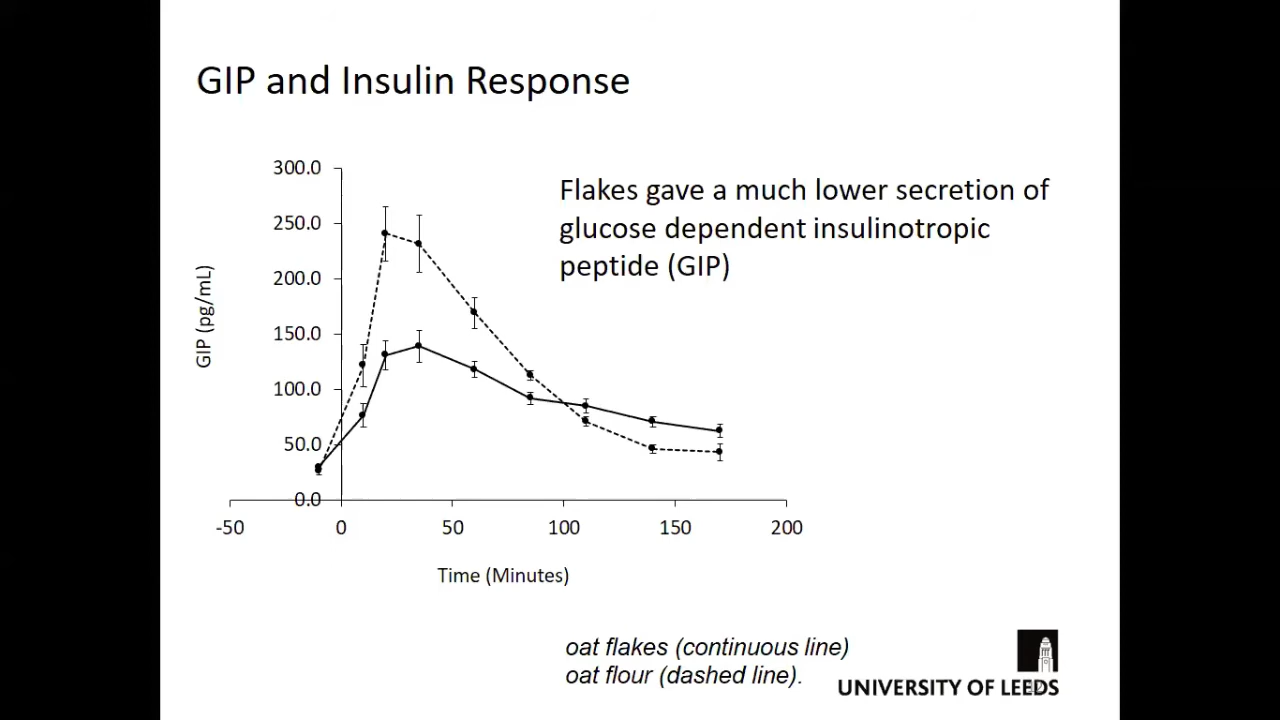 GIP and Insulin Response
300.0
250.0
200.0
150.0
100.0
50.0
0.0
GIP (pg/mL)
-50
0
50
100
150
200
Time (Minutes)
Flakes gave a much lower secretion of
glucose dependent insulinotropic
peptide (GIP)
oat flakes (continuous line)
oat flour (dashed line).
UNIVERSITY OF LEEDS